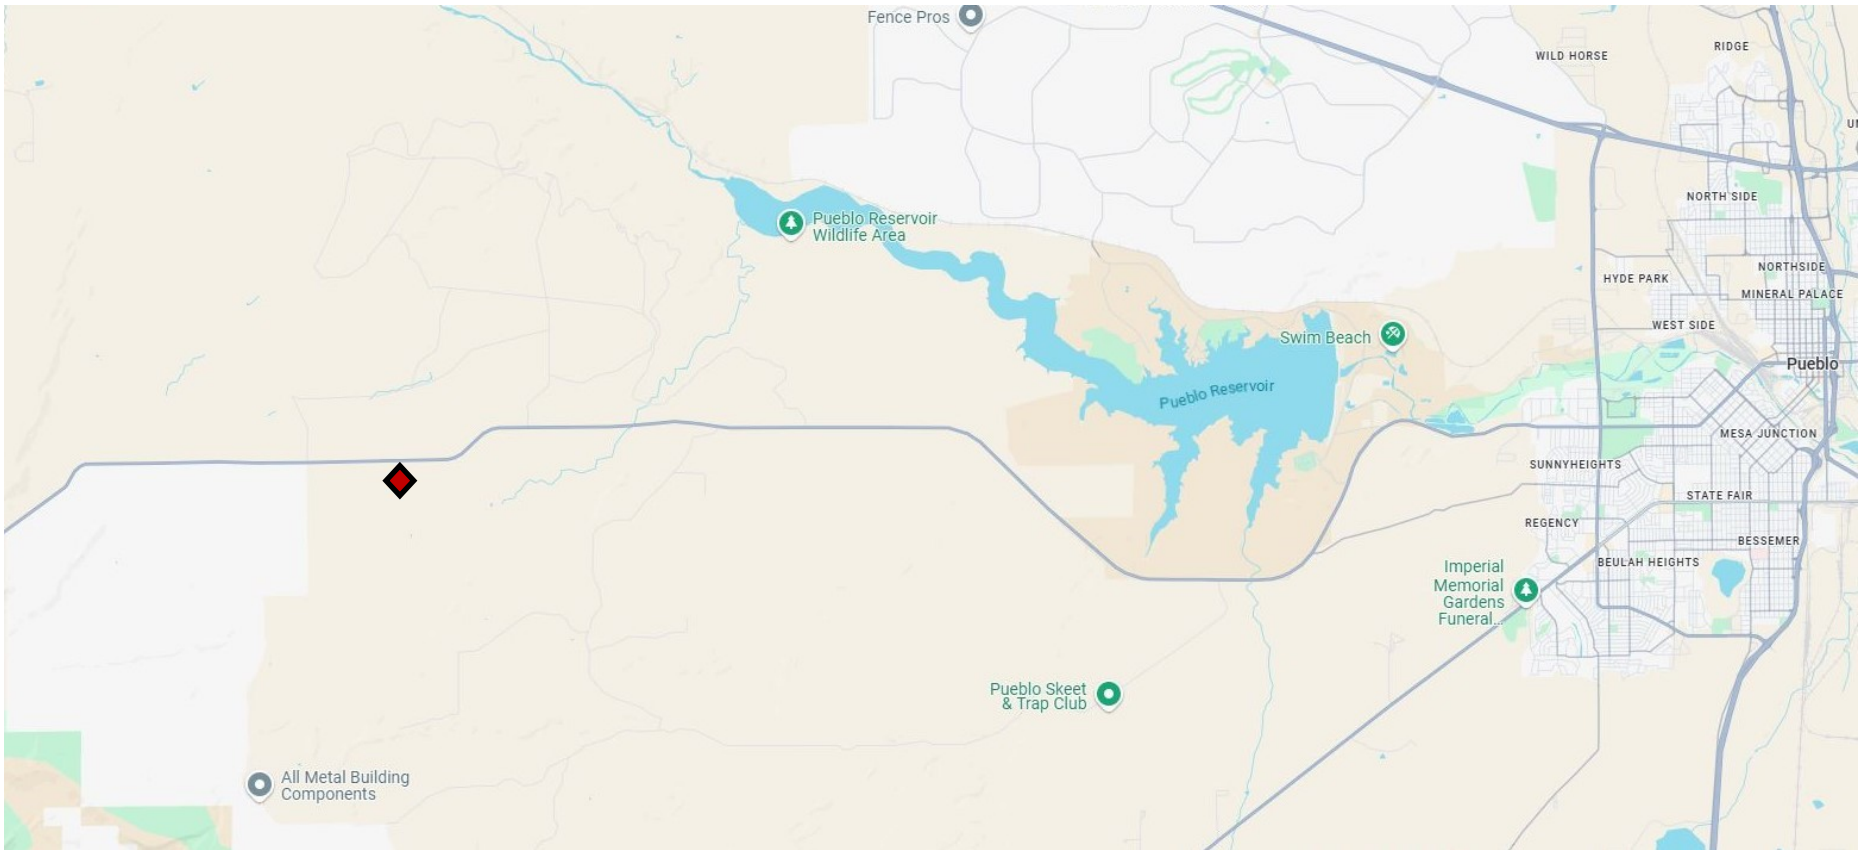 Fence Pros
RIDGE
WILD HORSE
NORTH SIDE
Pueblo Reservoir
Wildlife Area
NORTHSIDE
HYDE PARK
MINERAL PALACE
WEST SIDE
Swim Beach
Pueblo
Pueblo Reservoir
MESA JUNCTION
SUNNYHEIGHTS
STATE FAIR
REGENCY
BESSEMER
BEULAH HEIGHTS
Imperial
Memorial
Gardens
Funeral...
Pueblo Skeet
& Trap Club
All Metal Building
Components